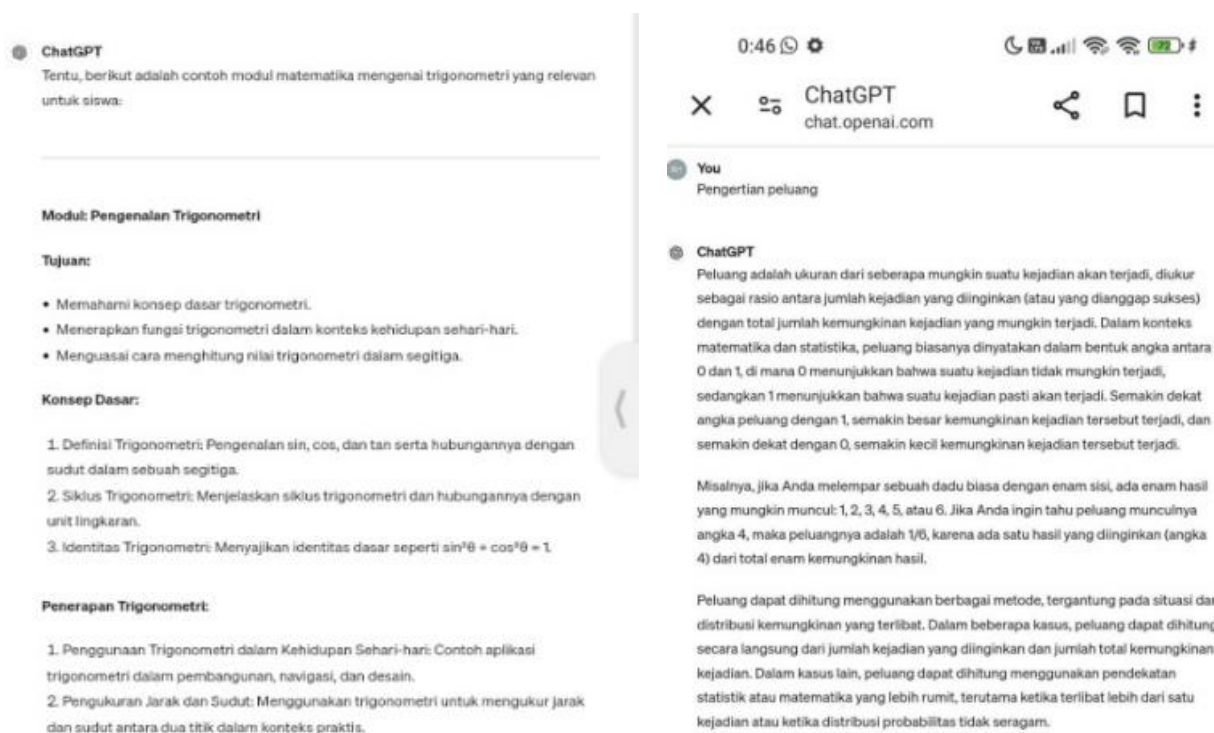 ChatGPT
Tentu, berikut adalah contoh modul matematika mengenai trigonometri yang relevan
untuk siswa:
Modul: Pengenalan Trigonometri
Tujuan:
• Memahami konsep dasar trigonometri.
• Menerapkan fungsi trigonometri dalam konteks kehidupan sehari-hari.
• Menguasai cara menghitung nilai trigonometri dalam segitiga.
Konsep Dasar:
1. Definisi Trigonometri: Pengenalan sin, cos, dan tan serta hubungannya dengan
sudut dalam sebuah segitiga.
2. Siklus Trigonometri: Menjelaskan siklus trigonometri dan hubungannya dengan
unit lingkaran.
3. Identitas Trigonometri: Menyajikan identitas dasar seperti sin²θ + cos²θ = 1.
Penerapan Trigonometri:
1. Penggunaan Trigonometri dalam Kehidupan Sehari-hari: Contoh aplikasi
trigonometri dalam pembangunan, navigasi, dan desain.
2. Pengukuran Jarak dan Sudut: Menggunakan trigonometri untuk mengukur jarak
dan sudut antara dua titik dalam konteks praktis.
0:46
72
ChatGPT
chat.openai.com
You
Pengertian peluang
ChatGPT
Peluang adalah ukuran dari seberapa mungkin suatu kejadian akan terjadi, diukur
sebagai rasio antara jumlah kejadian yang diinginkan (atau yang dianggap sukses)
dengan total jumlah kemungkinan kejadian yang mungkin terjadi. Dalam konteks
matematika dan statistika, peluang biasanya dinyatakan dalam bentuk angka antara
0 dan 1, di mana 0 menunjukkan bahwa suatu kejadian tidak mungkin terjadi,
sedangkan 1 menunjukkan bahwa suatu kejadian pasti akan terjadi. Semakin dekat
angka peluang dengan 1, semakin besar kemungkinan kejadian tersebut terjadi, dan
semakin dekat dengan 0, semakin kecil kemungkinan kejadian tersebut terjadi.
Misalnya, jika Anda melempar sebuah dadu biasa dengan enam sisi, ada enam hasil
yang mungkin muncul: 1, 2, 3, 4, 5, atau 6. Jika Anda ingin tahu peluang munculnya
angka 4, maka peluangnya adalah 1/6, karena ada satu hasil yang diinginkan (angka
4) dari total enam kemungkinan hasil.
Peluang dapat dihitung menggunakan berbagai metode, tergantung pada situasi dan
distribusi kemungkinan yang terlibat. Dalam beberapa kasus, peluang dapat dihitung
secara langsung dari jumlah kejadian yang diinginkan dan jumlah total kemungkinan
kejadian. Dalam kasus lain, peluang dapat dihitung menggunakan pendekatan
statistik atau matematika yang lebih rumit, terutama ketika terlibat lebih dari satu
kejadian atau ketika distribusi probabilitas tidak seragam.